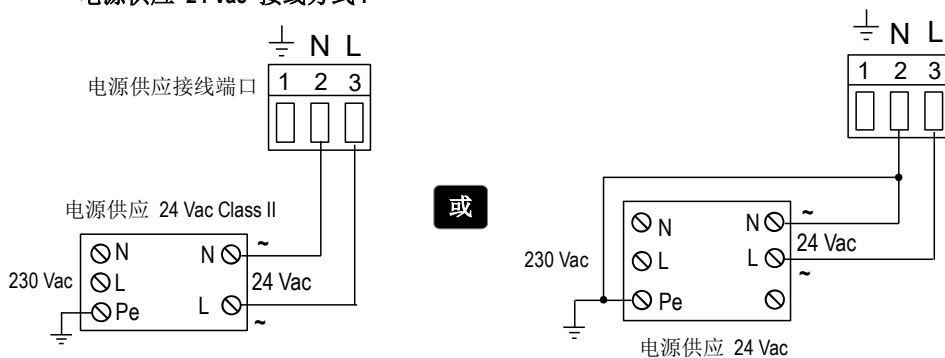 电源供应 24 Vac 接线方式 :
N L
电源供应接线端口
1 2 3
电源供应 24 Vac Class II
N
L
Pe
230 Vac
N
L
~
24 Vac
~
或
N L
1 2 3
230 Vac
N
L
Pe
N
L
~
24 Vac
~
电源供应 24 Vac